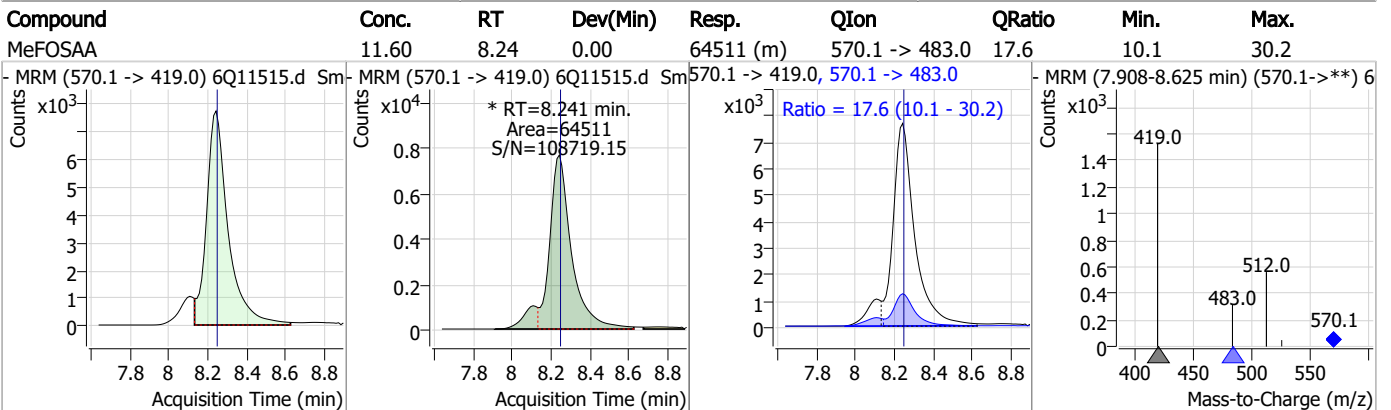 Compound Conc. RT Dev(Min) Resp. QIon QRatio Min. Max.
MeFOSAA 11.60 8.24 0.00 64511 (m) 570.1 -> 483.0 17.6 10.1 30.2
- MRM (570.1 -> 419.0) 6Q11515.d Sm
Counts
x10³
6
5
4
3
2
1
0
7.8 8 8.2 8.4 8.6 8.8
Acquisition Time (min)
- MRM (570.1 -> 419.0) 6Q11515.d Sm
Counts
x10⁴
* RT=8.241 min.
Area=64511
S/N=108719.15
0.8
0.6
0.4
0.2
0
7.8 8 8.2 8.4 8.6 8.8
Acquisition Time (min)
570.1 -> 419.0, 570.1 -> 483.0
Counts
x10³
Ratio = 17.6 (10.1 - 30.2)
7
6
5
4
3
2
1
0
7.8 8 8.2 8.4 8.6 8.8
Acquisition Time (min)
- MRM (7.908-8.625 min) (570.1->**) 6
Counts
x10³
419.0
1.4
1.2
1
0.8
0.6
0.4
0.2
0
512.0
483.0
570.1
400 450 500 550
Mass-to-Charge (m/z)